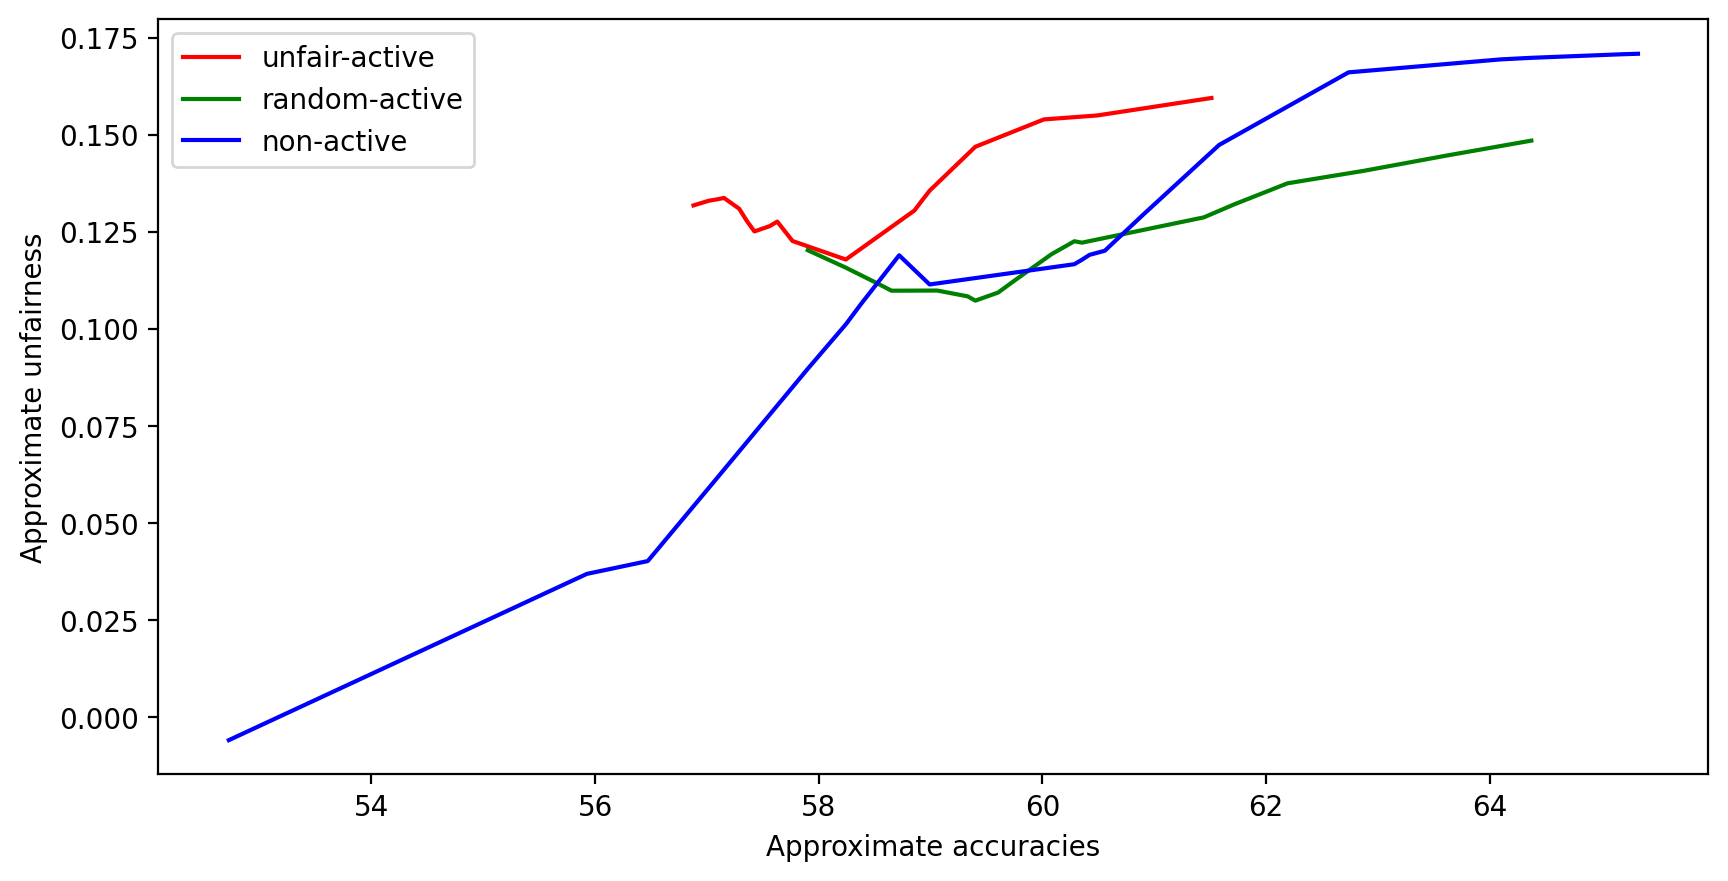 unfair-active
random-active
non-active
0.175
0.150
0.125
0.100
0.075
0.050
0.025
0.000
Approximate unfairness
54 56 58 60 62 64
Approximate accuracies